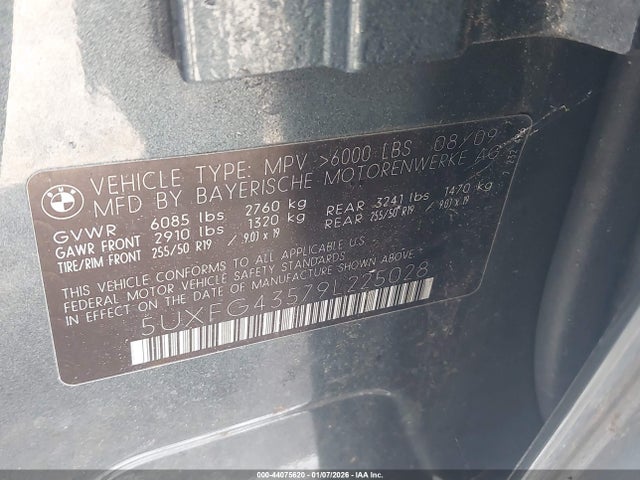 BMW
VEHICLE TYPE: MPV >6000 LBS 08/09
MFD BY BAYERISCHE MOTORENWERKE AG
GVWR 6085 lbs 2760 kg
GAWR FRONT 2910 lbs 1320 kg REAR 3241 lbs 1470 kg
TIRE/RIM FRONT 255/50 R19 / 9.0J x 19 REAR 255/50 R19 / 9.0J x 19
THIS VEHICLE CONFORMS TO ALL APPLICABLE U.S.
FEDERAL MOTOR VEHICLE SAFETY STANDARDS
IN EFFECT ON THE DATE OF MANUFACTURE SHOWN ABOVE.
5UXFG43579L225028
000-44075620 - 01/07/2026 - IAA Inc.